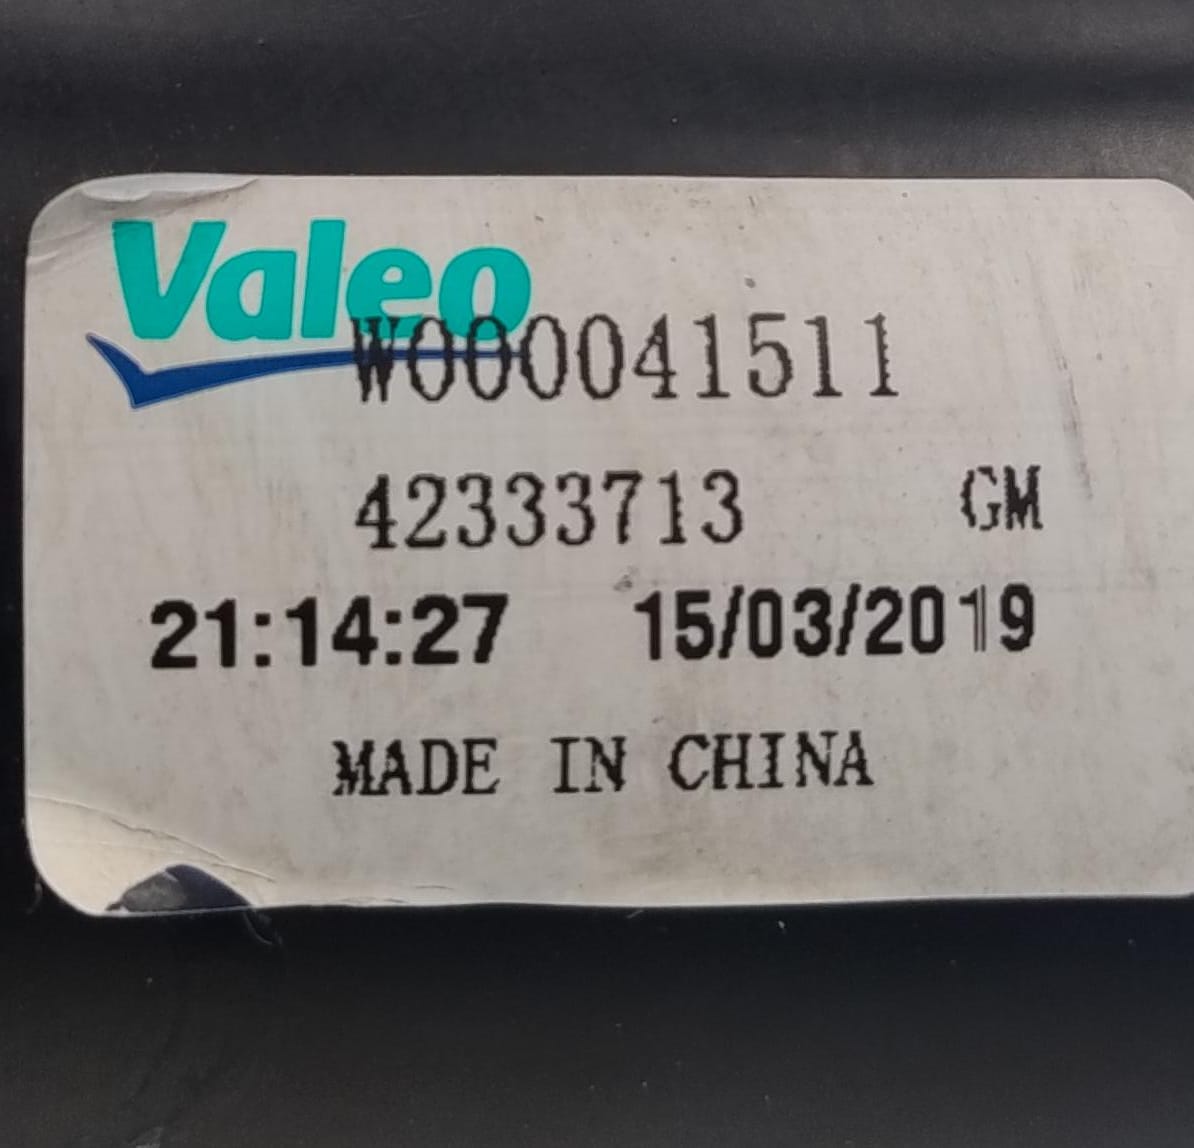 Valeo
W000041511
42333713 GM
21:14:27 15/03/2019
MADE IN CHINA